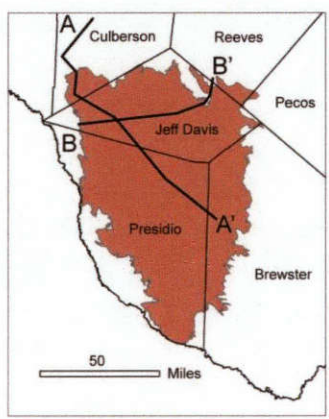 A
Culberson
Reeves
B'
Pecos
Jeff Davis
B
Presidio
A'
Brewster
50
Miles